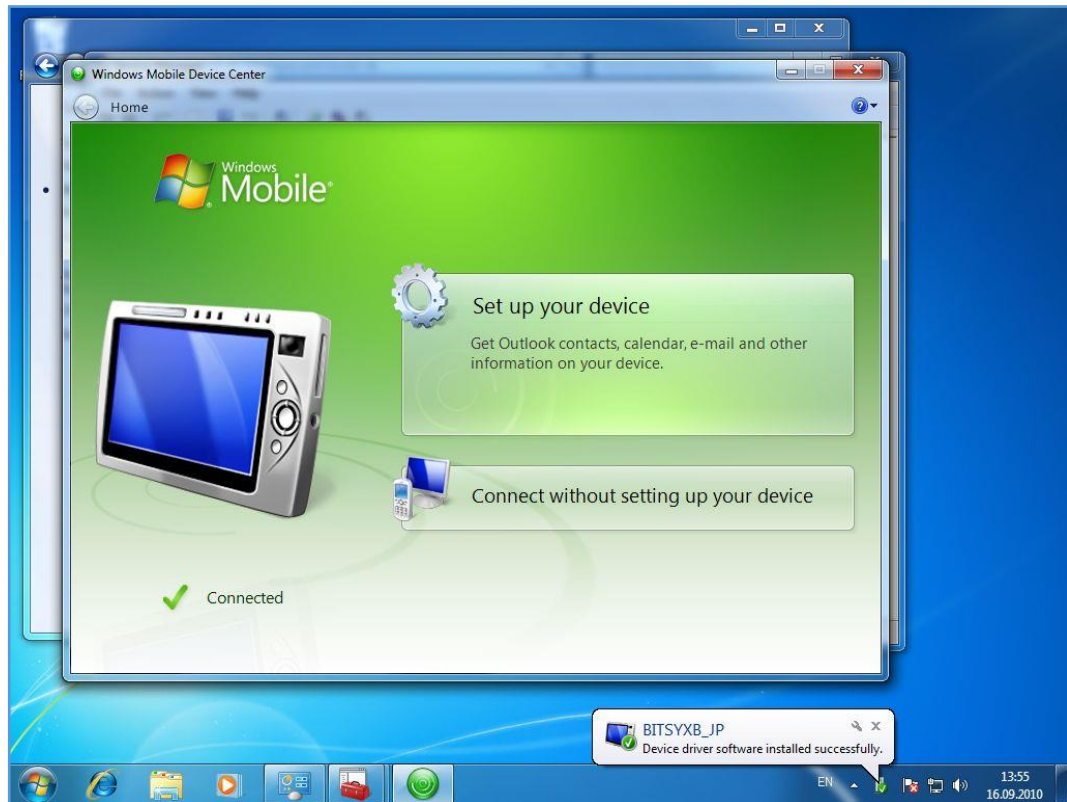 Windows Mobile Device Center
Home
Windows
Mobile®
Set up your device
Get Outlook contacts, calendar, e-mail and other
information on your device.
Connect without setting up your device
Connected
BITSYXB_JP
Device driver software installed successfully.
EN
13:55
16.09.2010